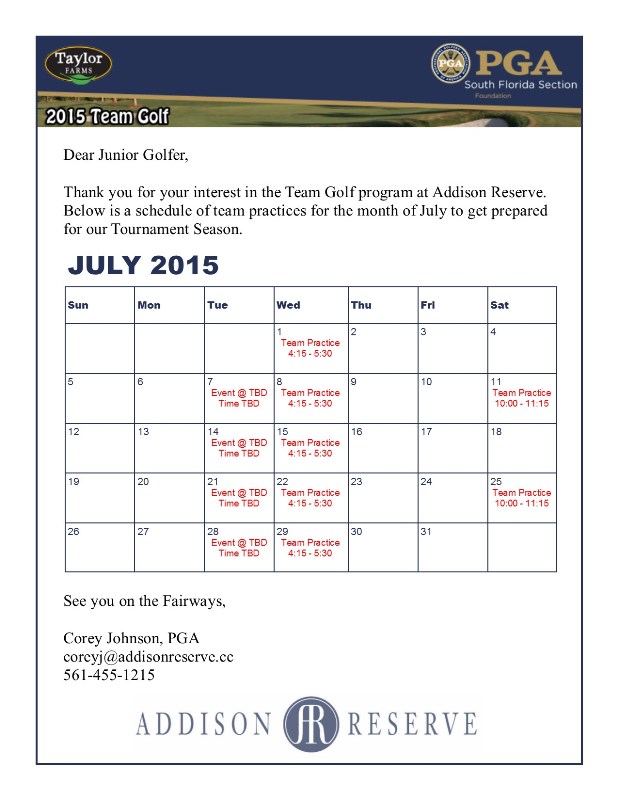 Taylor
FARMS
PGA
PGA
South Florida Section
Foundation
2015 Team Golf
Dear Junior Golfer,
Thank you for your interest in the Team Golf program at Addison Reserve.
Below is a schedule of team practices for the month of July to get prepared
for our Tournament Season.
JULY 2015
Sun Mon Tue Wed Thu Fri Sat
1 2 3 4
Team Practice
4:15 - 5:30
5 6 7 8 9 10 11
Event @ TBD Team Practice Team Practice
Time TBD 4:15 - 5:30 10:00 - 11:15
12 13 14 15 16 17 18
Event @ TBD Team Practice
Time TBD 4:15 - 5:30
19 20 21 22 23 24 25
Event @ TBD Team Practice Team Practice
Time TBD 4:15 - 5:30 10:00 - 11:15
26 27 28 29 30 31
Event @ TBD Team Practice
Time TBD 4:15 - 5:30
See you on the Fairways,
Corey Johnson, PGA
coreyj@addisonreserve.cc
561-455-1215
ADDISON AR RESERVE